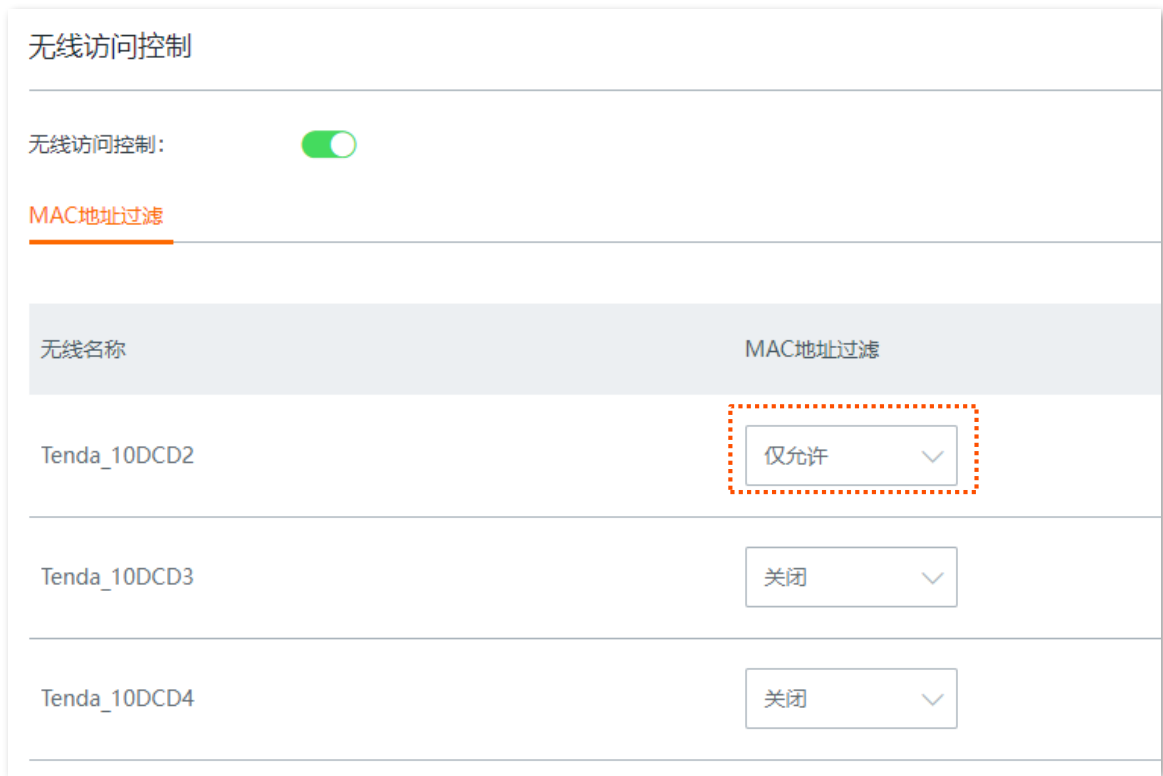 无线访问控制
无线访问控制：
MAC地址过滤
无线名称 MAC地址过滤
Tenda_10DCD2 仅允许
Tenda_10DCD3 关闭
Tenda_10DCD4 关闭